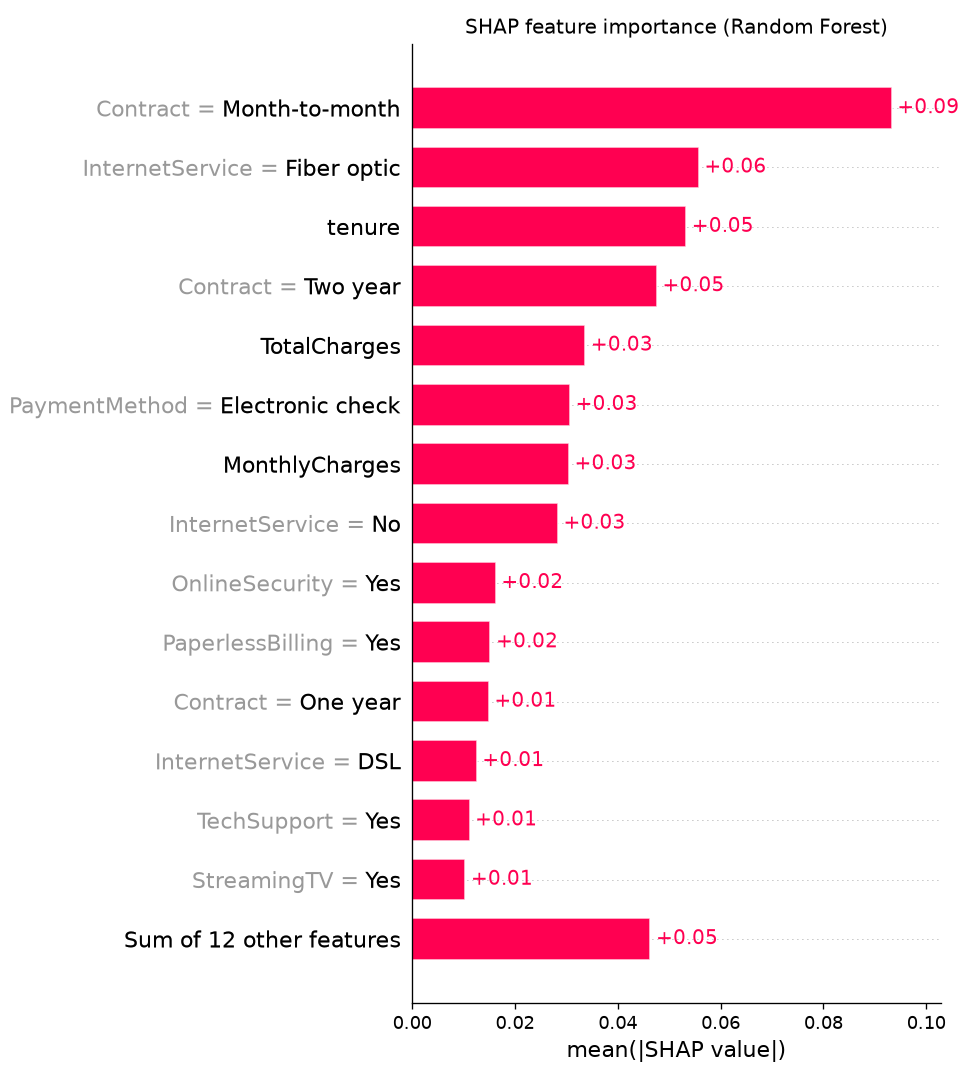 SHAP feature importance (Random Forest)
Contract = Month-to-month +0.09
InternetService = Fiber optic +0.06
tenure +0.05
Contract = Two year +0.05
TotalCharges +0.03
PaymentMethod = Electronic check +0.03
MonthlyCharges +0.03
InternetService = No +0.03
OnlineSecurity = Yes +0.02
PaperlessBilling = Yes +0.02
Contract = One year +0.01
InternetService = DSL +0.01
TechSupport = Yes +0.01
StreamingTV = Yes +0.01
Sum of 12 other features +0.05
0.00 0.02 0.04 0.06 0.08 0.10
mean(|SHAP value|)